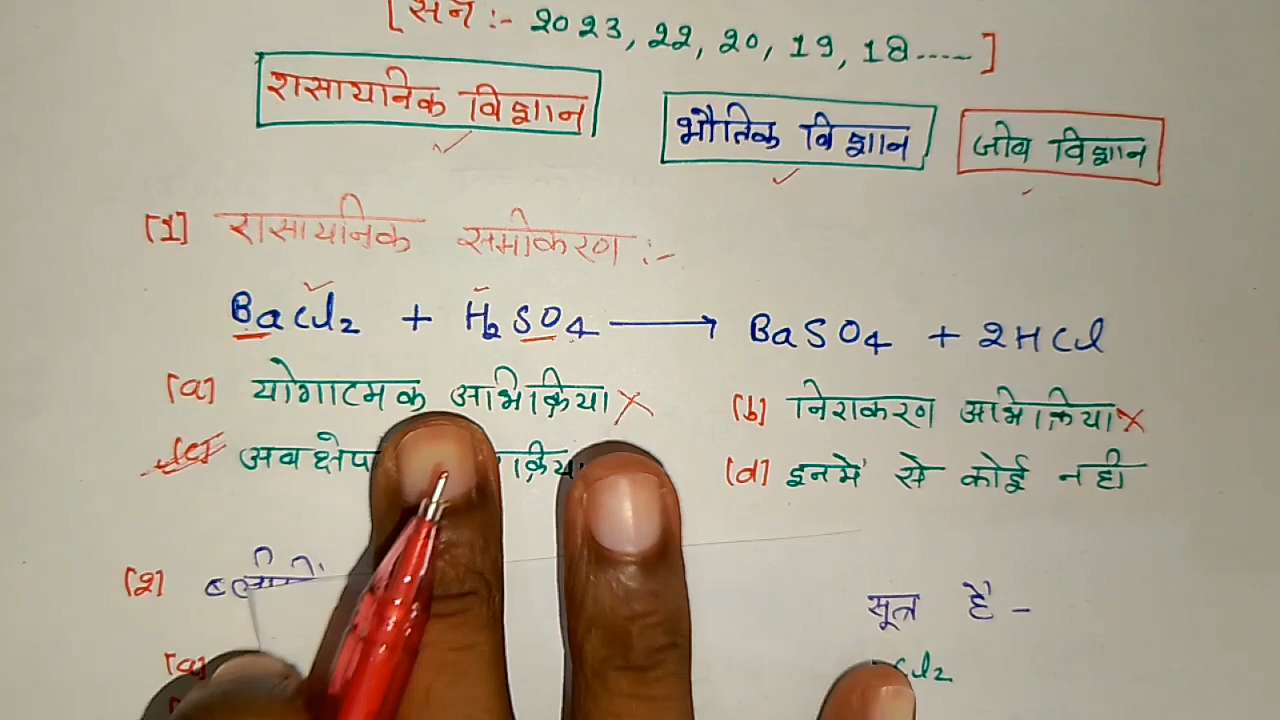 [सन :- 2023, 22, 20, 19, 18.....]
रासायनिक विज्ञान भौतिक विज्ञान जीव विज्ञान
[1] रासायनिक समीकरण :-
BaCl2 + H2SO4 ⟶ BaSO4 + 2HCl
[a] योगात्मक अभिक्रिया × [b] निराकरण अभिक्रिया ×
[c] [d] इनमें से कोई नहीं
[2] सूत्र है -
[a] Cl2